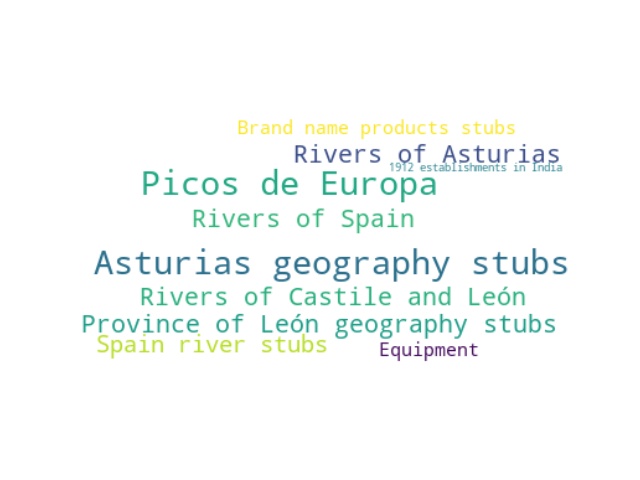 Brand name products stubs
Rivers of Asturias
1912 establishments in India
Picos de Europa
Rivers of Spain
Asturias geography stubs
Rivers of Castile and León
Province of León geography stubs
Spain river stubs
Equipment